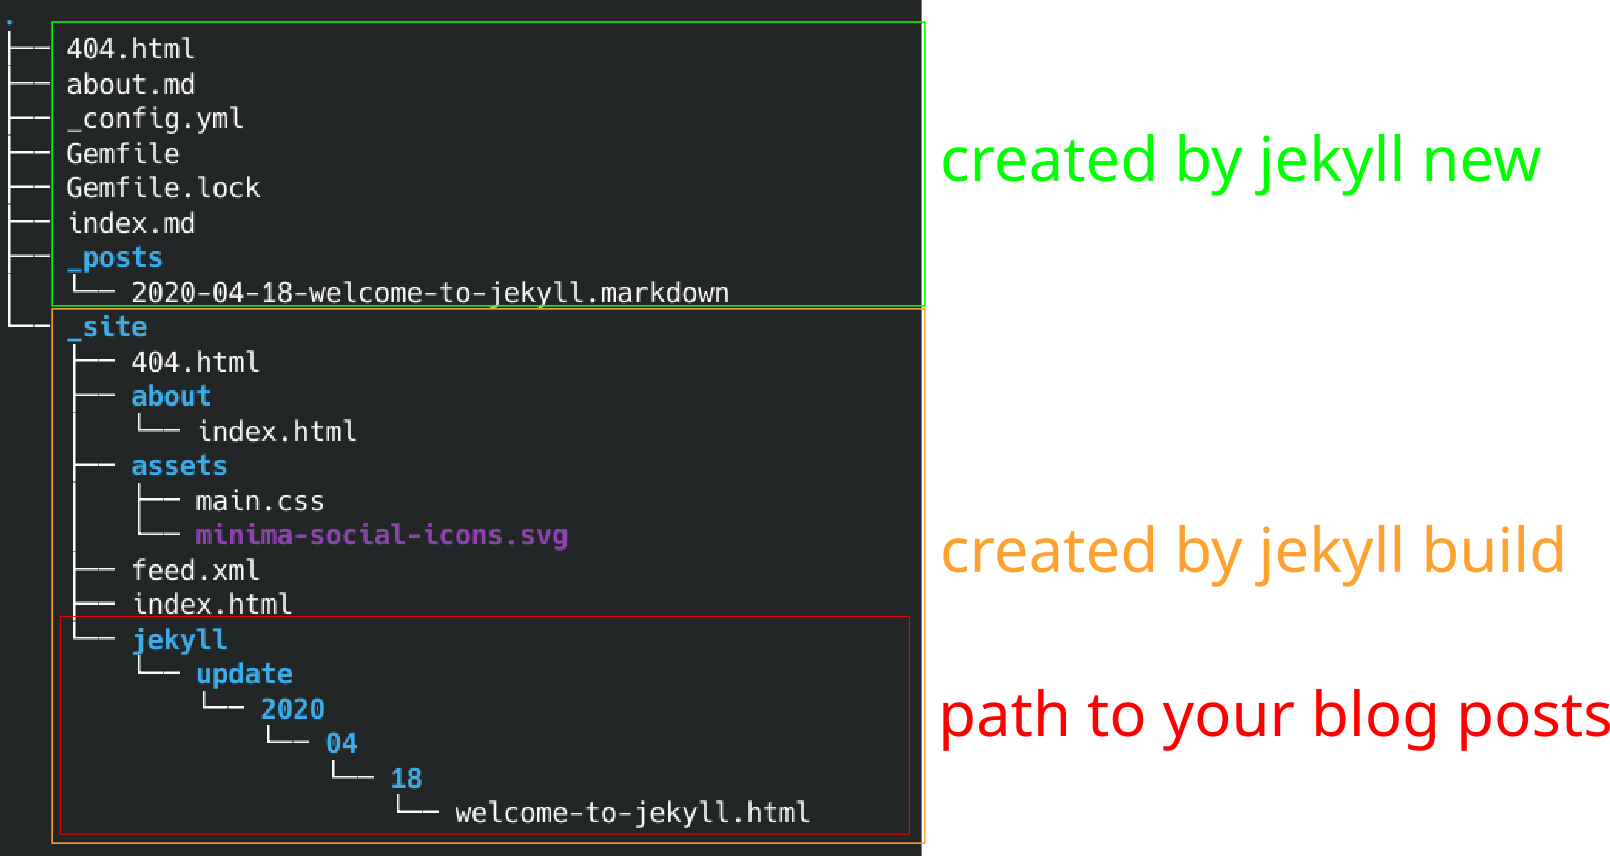 .
├── 404.html
├── about.md
├── _config.yml
├── Gemfile
├── Gemfile.lock
├── index.md
├── _posts
│   └── 2020-04-18-welcome-to-jekyll.markdown
└── _site
    ├── 404.html
    ├── about
    │   └── index.html
    ├── assets
    │   ├── main.css
    │   └── minima-social-icons.svg
    ├── feed.xml
    ├── index.html
    └── jekyll
        └── update
            └── 2020
                └── 04
                    └── 18
                        └── welcome-to-jekyll.html
created by jekyll new
created by jekyll build
path to your blog posts